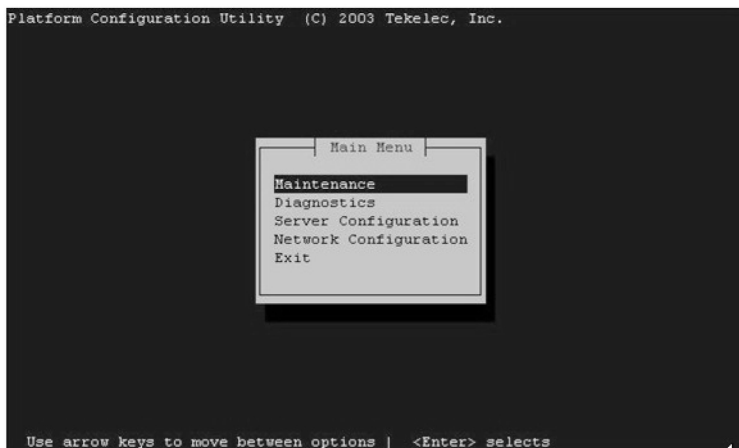 Platform Configuration Utility  (C) 2003 Tekelec, Inc.
Main Menu
Maintenance
Diagnostics
Server Configuration
Network Configuration
Exit
Use arrow keys to move between options |  <Enter> selects